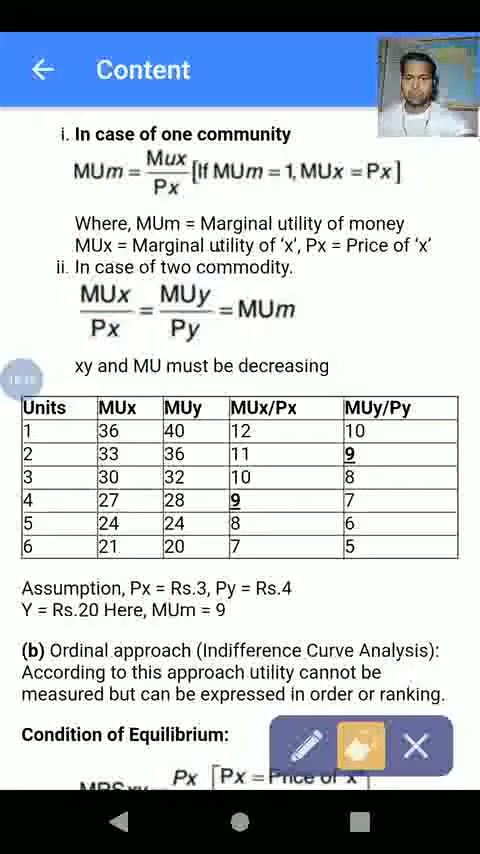 Content
i. In case of one community
MUm = Mux/Px [If MUm = 1, MUx = Px]
Where, MUm = Marginal utility of money
MUx = Marginal utility of 'x', Px = Price of 'x'
ii. In case of two commodity.
MUx/Px = MUy/Py = MUm
xy and MU must be decreasing
Units MUx MUy MUx/Px MUy/Py
1 36 40 12 10
2 33 36 11 9
3 30 32 10 8
4 27 28 9 7
5 24 24 8 6
6 21 20 7 5
Assumption, Px = Rs.3, Py = Rs.4
Y = Rs.20 Here, MUm = 9
(b) Ordinal approach (Indifference Curve Analysis):
According to this approach utility cannot be
measured but can be expressed in order or ranking.
Condition of Equilibrium:
Px [Px = Price of 'x'